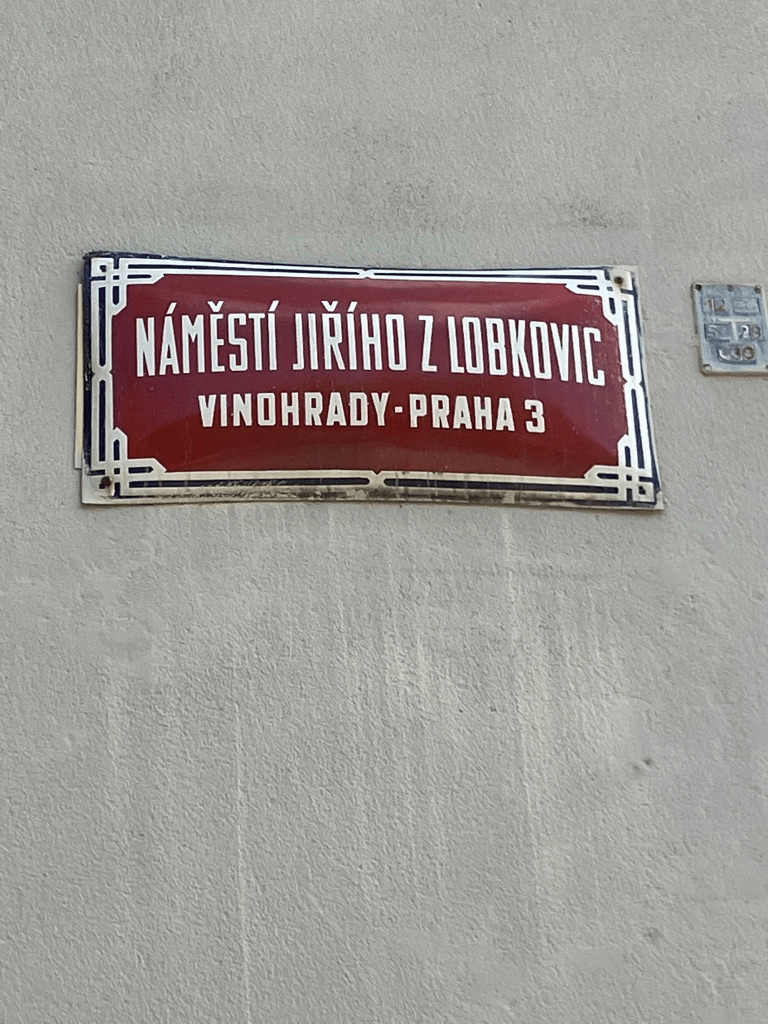 NÁMĚSTÍ JIŘÍHO Z LOBKOVIC
VINOHRADY-PRAHA 3